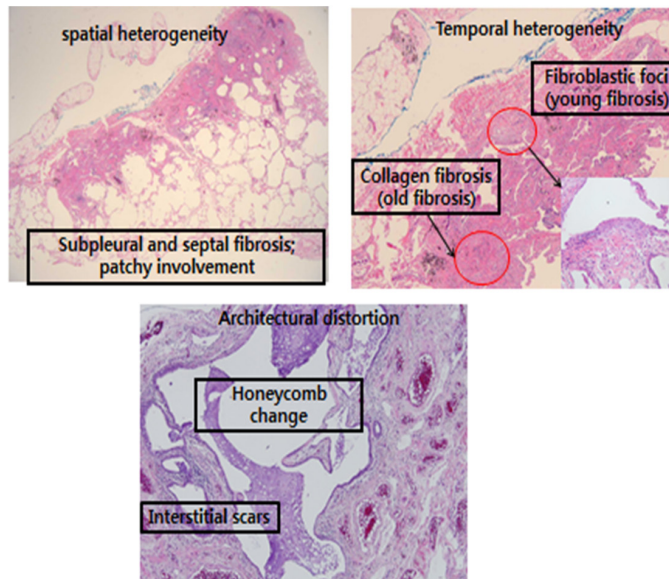 spatial heterogeneity
Subpleural and septal fibrosis;
patchy involvement
Temporal heterogeneity
Fibroblastic foci
(young fibrosis)
Collagen fibrosis
(old fibrosis)
Architectural distortion
Honeycomb
change
Interstitial scars